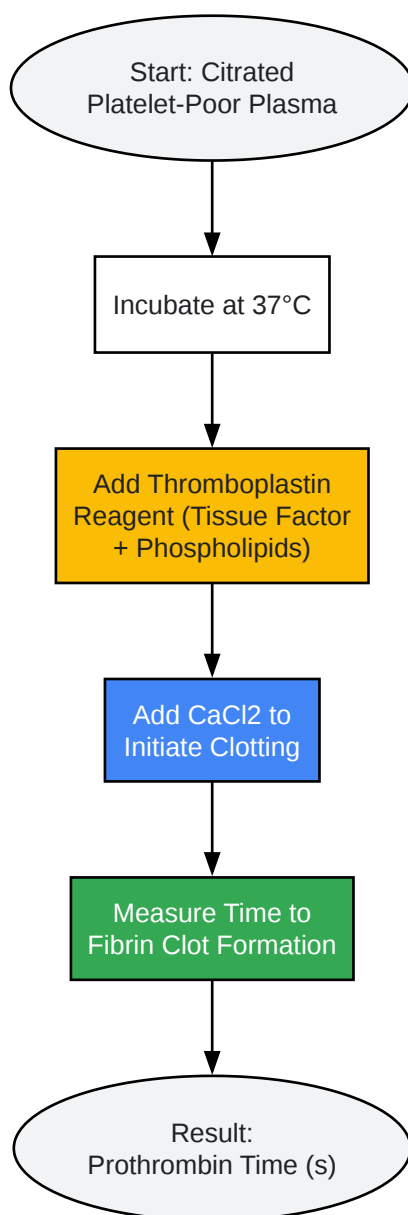 Start: Citrated
Platelet-Poor Plasma
Incubate at 37°C
Add Thromboplastin
Reagent (Tissue Factor
+ Phospholipids)
Add CaCl2 to
Initiate Clotting
Measure Time to
Fibrin Clot Formation
Result:
Prothrombin Time (s)